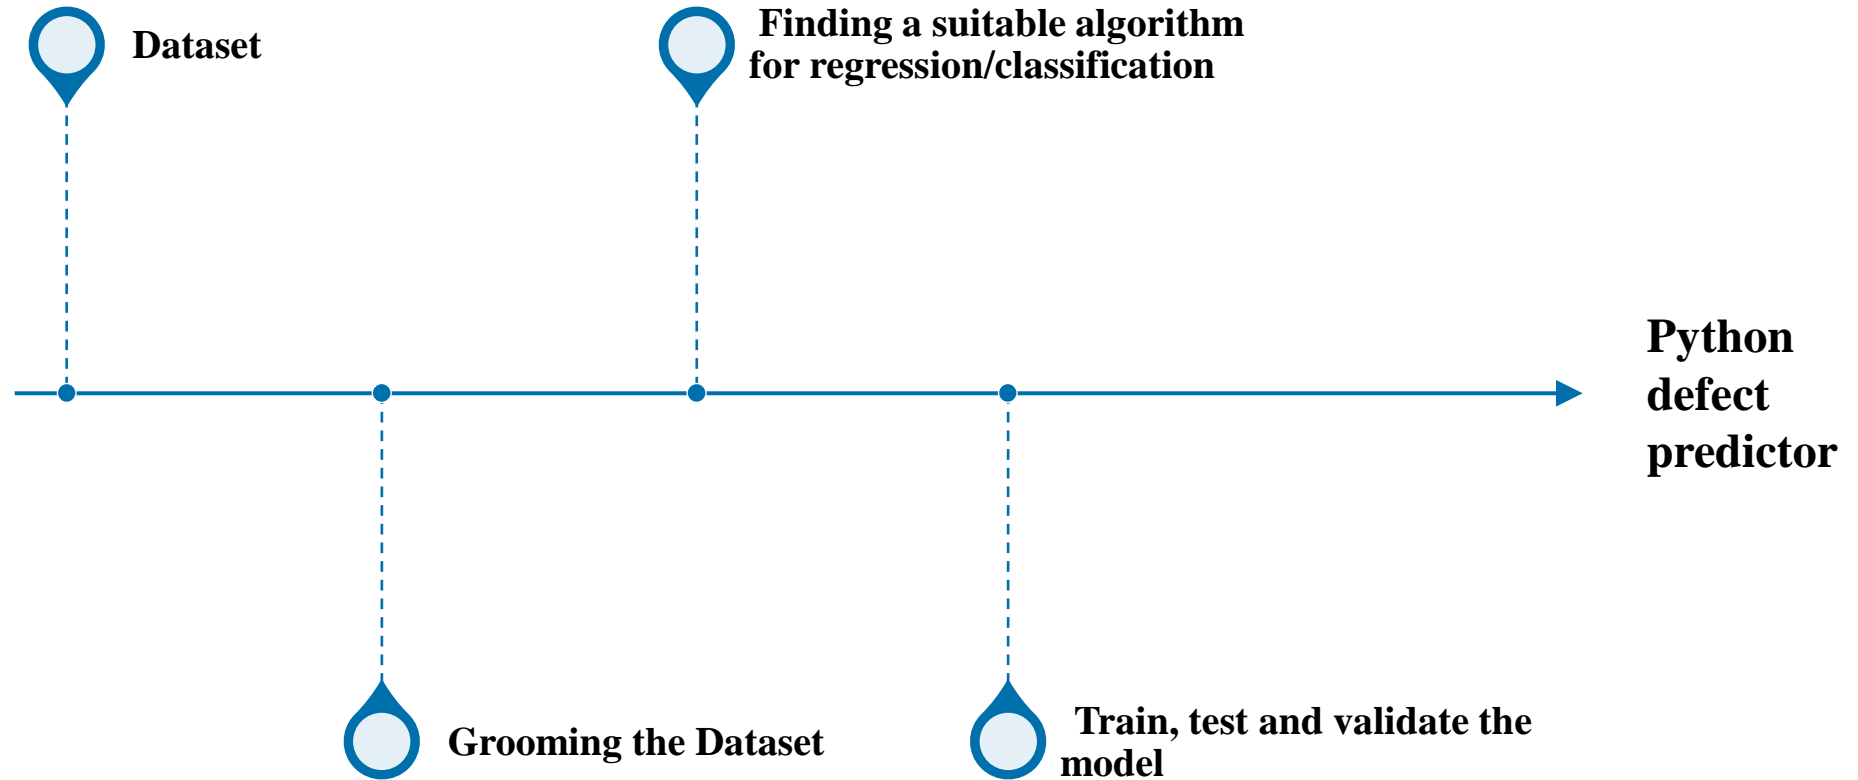 Dataset
Finding a suitable algorithm
for regression/classification
Python
defect
predictor
Grooming the Dataset
Train, test and validate the
model